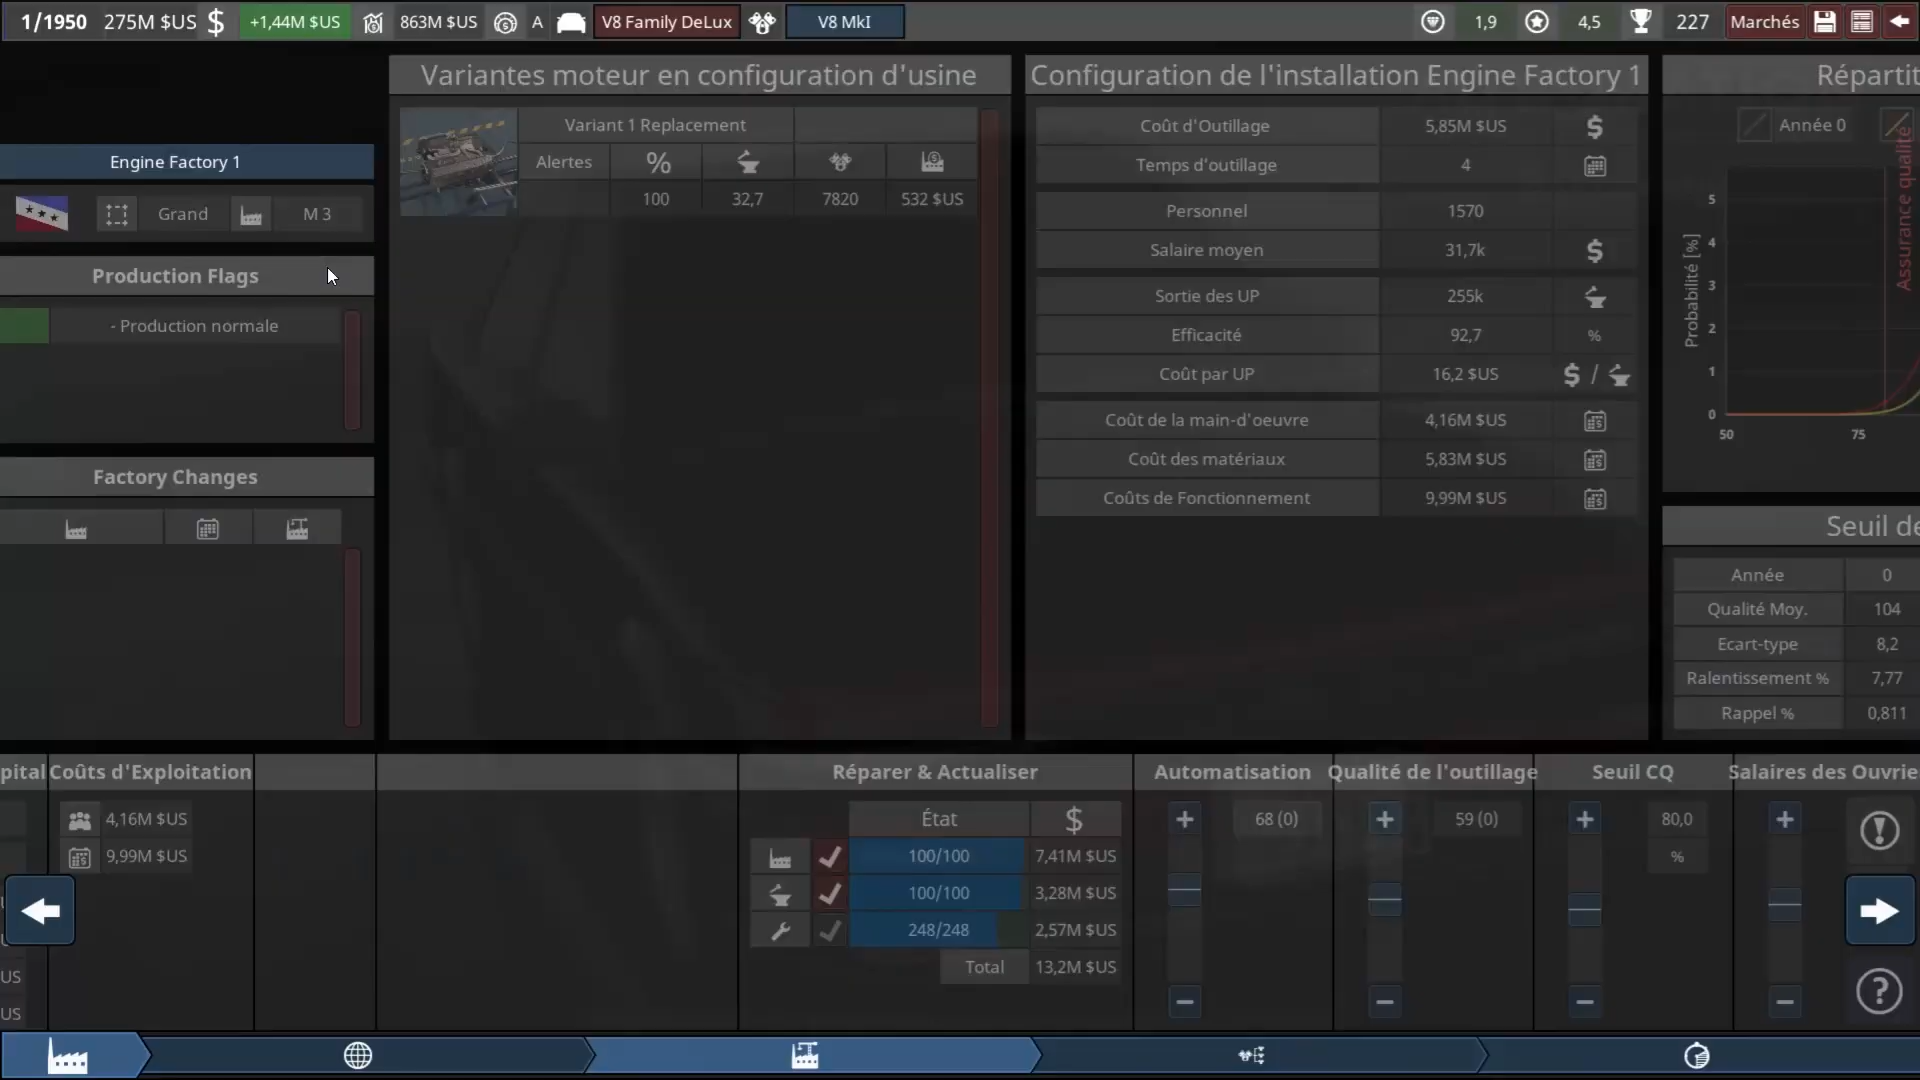 1/1950 275M $US +1,44M $US 863M $US A V8 Family DeLux V8 MkI 1,9 4,5 227 Marchés
Engine Factory 1
Grand M 3
Production Flags
- Production normale
Factory Changes
Variantes moteur en configuration d'usine
Variant 1 Replacement
Alertes %
100 32,7 7820 532 $US
Configuration de l'installation Engine Factory 1
Coût d'Outillage 5,85M $US $
Temps d'outillage 4
Personnel 1570
Salaire moyen 31,7k $
Sortie des UP 255k
Efficacité 92,7 %
Coût par UP 16,2 $US $ /
Coût de la main-d'oeuvre 4,16M $US
Coût des matériaux 5,83M $US
Coûts de Fonctionnement 9,99M $US
Répartit
Année 0
Assurance qualité
Probabilité [%]
5
4
3
2
1
0
50 75
Seuil de
Année 0
Qualité Moy. 104
Ecart-type 8,2
Ralentissement % 7,77
Rappel % 0,811
pital
US
US
Coûts d'Exploitation
4,16M $US
9,99M $US
Réparer & Actualiser
État $
100/100 7,41M $US
100/100 3,28M $US
248/248 2,57M $US
Total 13,2M $US
Automatisation
68 (0)
Qualité de l'outillage
59 (0)
Seuil CQ
80,0
%
Salaires des Ouvrie